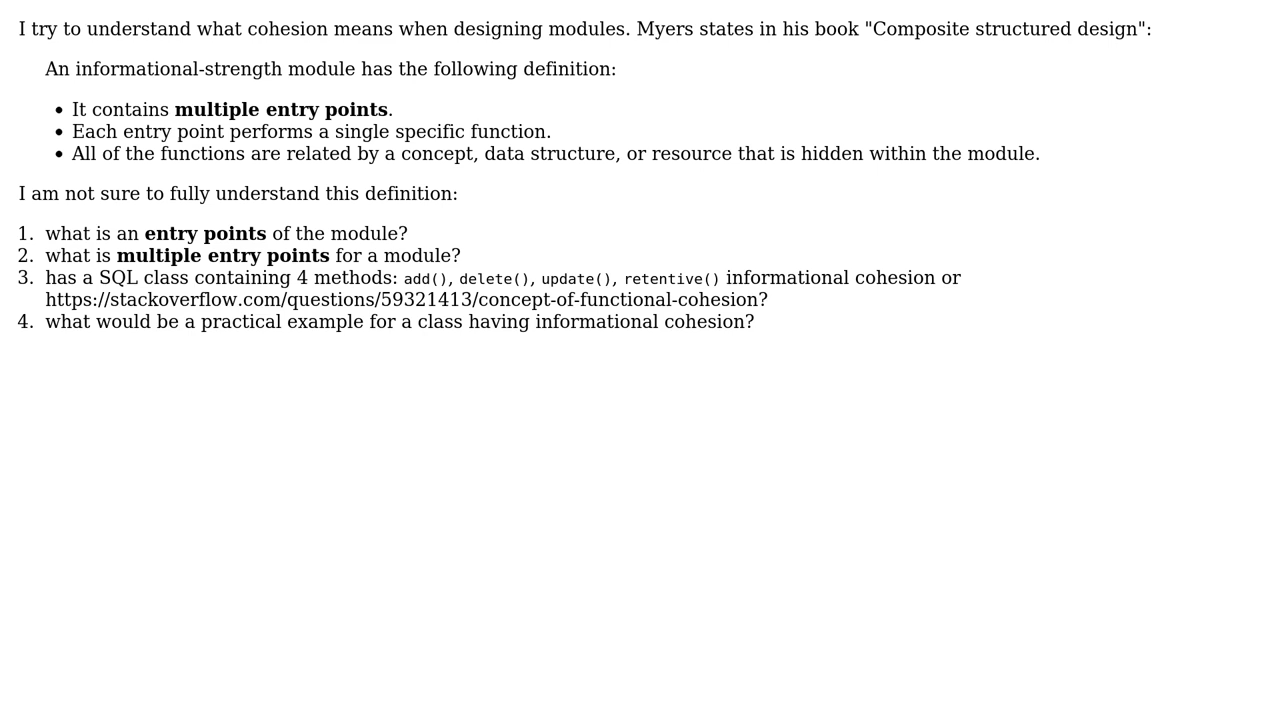 I try to understand what cohesion means when designing modules. Myers states in his book "Composite structured design":
An informational-strength module has the following definition:
• It contains multiple entry points.
• Each entry point performs a single specific function.
• All of the functions are related by a concept, data structure, or resource that is hidden within the module.
I am not sure to fully understand this definition:
1. what is an entry points of the module?
2. what is multiple entry points for a module?
3. has a SQL class containing 4 methods: add(), delete(), update(), retentive() informational cohesion or
https://stackoverflow.com/questions/59321413/concept-of-functional-cohesion?
4. what would be a practical example for a class having informational cohesion?